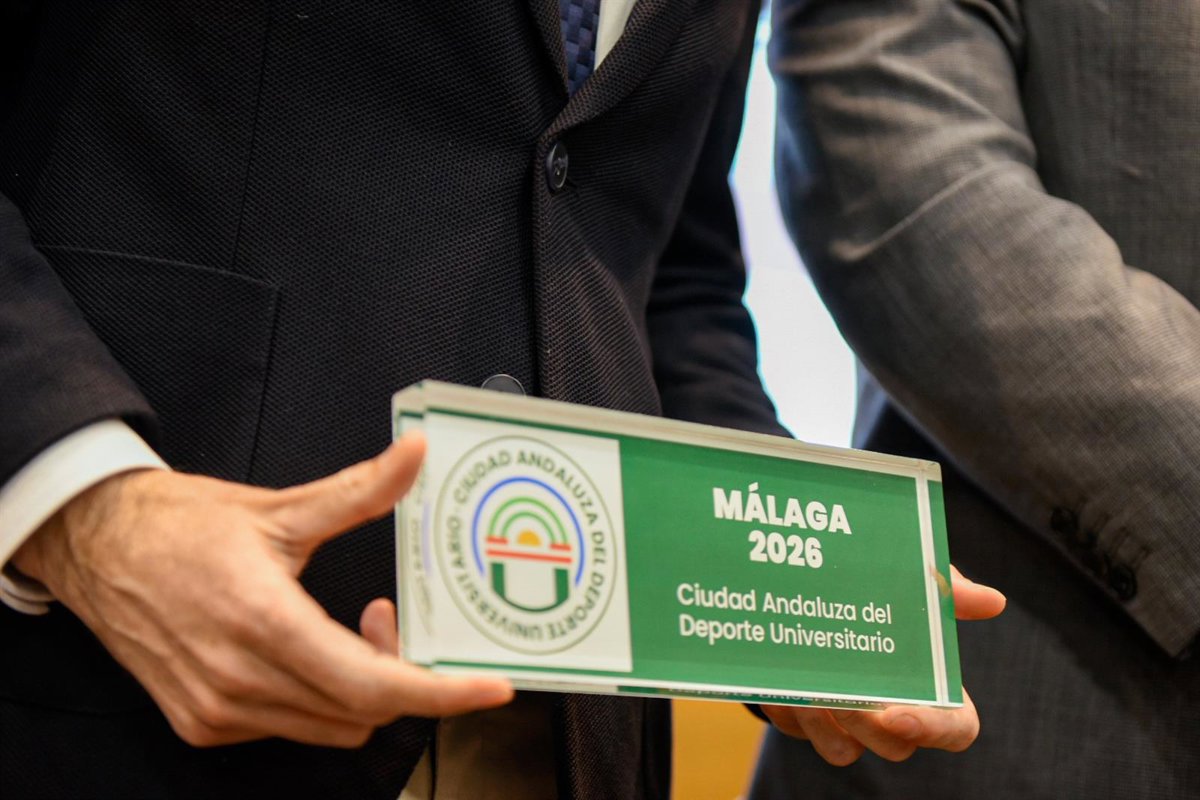 CIUDAD ANDALUZA DEL DEPORTE UNIVERSITARIO
MÁLAGA
2026
Ciudad Andaluza del
Deporte Universitario